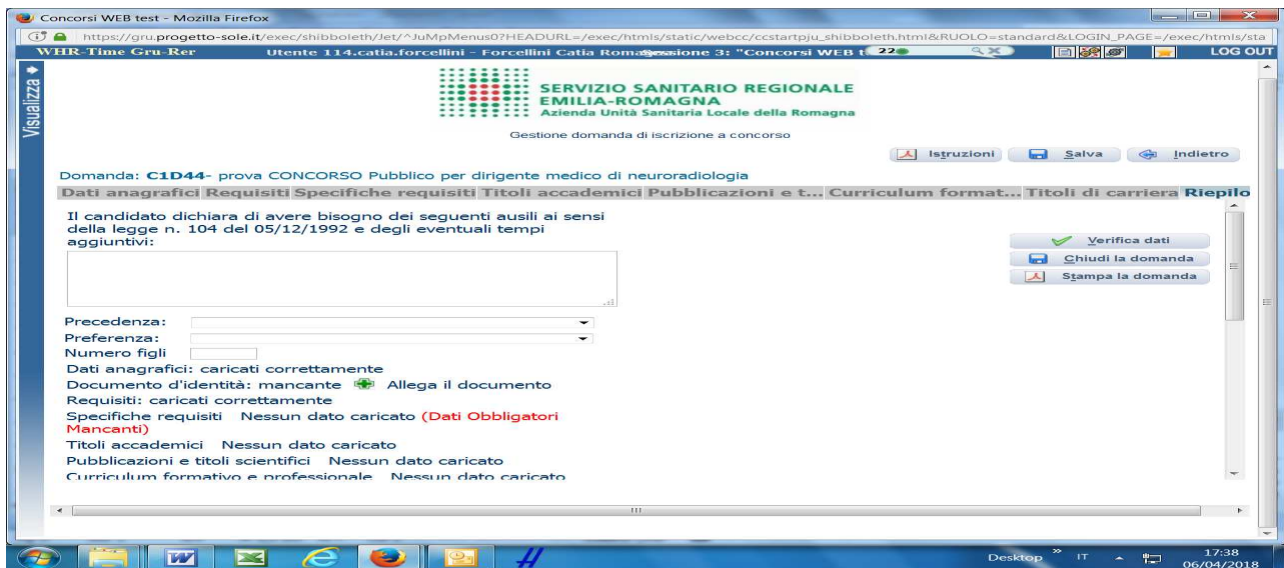 Concorsi WEB test - Mozilla Firefox
https://gru.progetto-sole.it/exec/shibboleth/Jet/^JuMpMenus0?HEADURL=/exec/htmls/static/webcc/ccstartpju_shibboleth.html&RUOLO=standard&LOGIN_PAGE=/exec/htmls/sta
WHR-Time Gru-Rer Utente 114.catia.forcellini - Forcellini Catia 3: "Concorsi WEB t 22 LOG OUT
Visualizza
SERVIZIO SANITARIO REGIONALE
EMILIA-ROMAGNA
Azienda Unità Sanitaria Locale della Romagna
Gestione domanda di iscrizione a concorso
Istruzioni Salva Indietro
Domanda: C1D44- prova CONCORSO Pubblico per dirigente medico di neuroradiologia
Dati anagrafici Requisiti Specifiche requisiti Titoli accademici Pubblicazioni e t... Curriculum format... Titoli di carriera Riepilo
Il candidato dichiara di avere bisogno dei seguenti ausili ai sensi
della legge n. 104 del 05/12/1992 e degli eventuali tempi
aggiuntivi:
Verifica dati
Chiudi la domanda
Stampa la domanda
Precedenza:
Preferenza:
Numero figli
Dati anagrafici: caricati correttamente
Documento d'identità: mancante Allega il documento
Requisiti: caricati correttamente
Specifiche requisiti Nessun dato caricato (Dati Obbligatori
Mancanti)
Titoli accademici Nessun dato caricato
Pubblicazioni e titoli scientifici Nessun dato caricato
Curriculum formativo e professionale Nessun dato caricato
Desktop » IT 17:38
06/04/2018